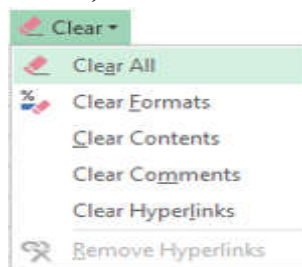 Clear
Clear All
Clear Formats
Clear Contents
Clear Comments
Clear Hyperlinks
Remove Hyperlinks